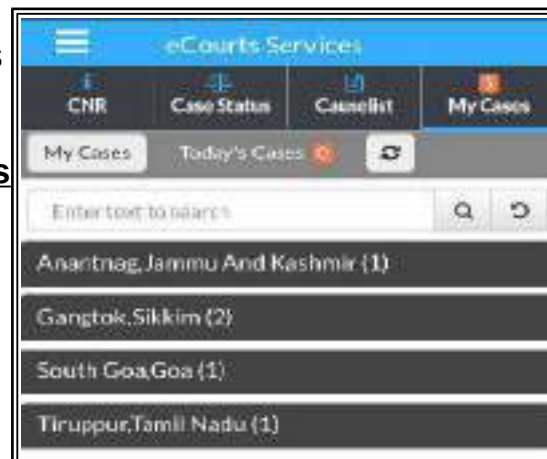 s
eCourts Services
CNR Case Status Causelist My Cases
My Cases Today's Cases
s
Enter text to search
Anantnag,Jammu And Kashmir (1)
Gangtok,Sikkim (2)
South Goa,Goa (1)
Tiruppur,Tamil Nadu (1)